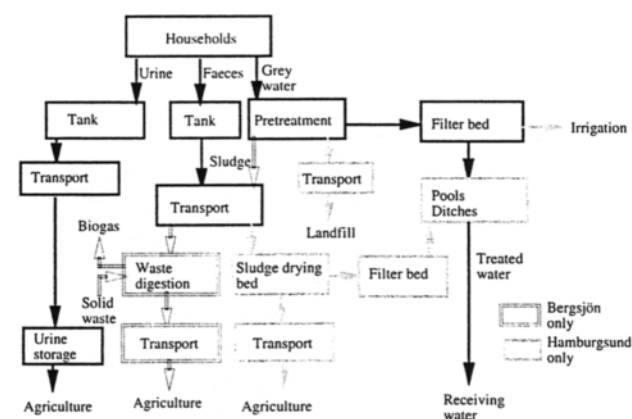 Households
Urine
Faeces
Grey
water
Tank
Tank
Pretreatment
Filter bed
Irrigation
Sludge
Transport
Transport
Transport
Pools
Ditches
Landfill
Biogas
Waste
digestion
Sludge drying
bed
Filter bed
Treated
water
Solid
waste
Bergsjön
only
Urine
storage
Transport
Transport
Hamburgsund
only
Agriculture
Agriculture
Agriculture
Receiving
water